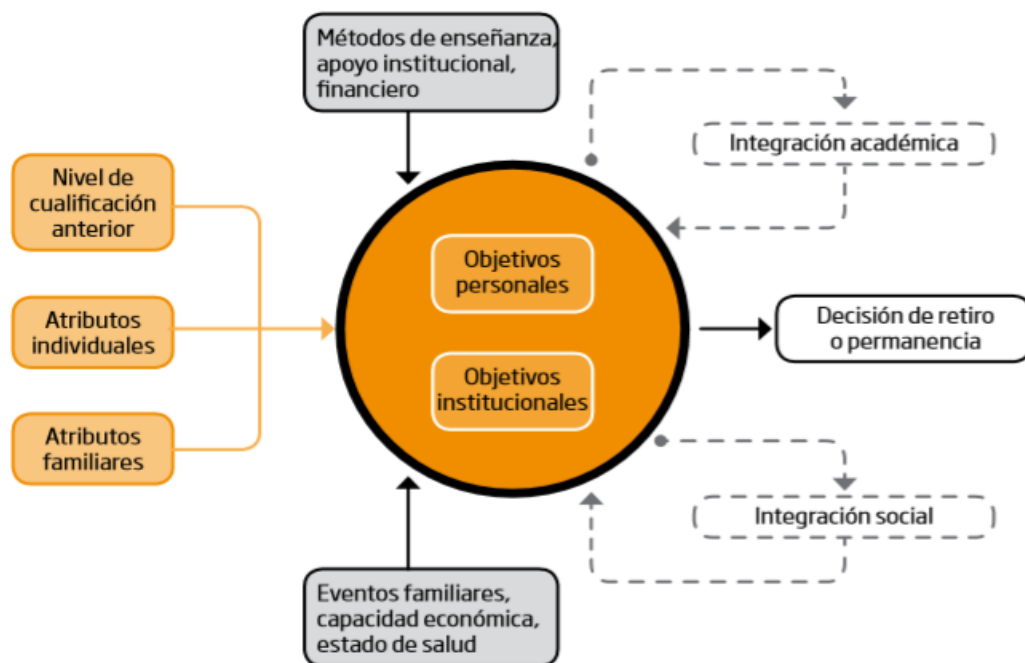 Métodos de enseñanza,
apoyo institucional,
financiero
Integración académica
Nivel de
cualificación
anterior
Objetivos
personales
Atributos
individuales
Decisión de retiro
o permanencia
Objetivos
institucionales
Atributos
familiares
Integración social
Eventos familiares,
capacidad económica,
estado de salud